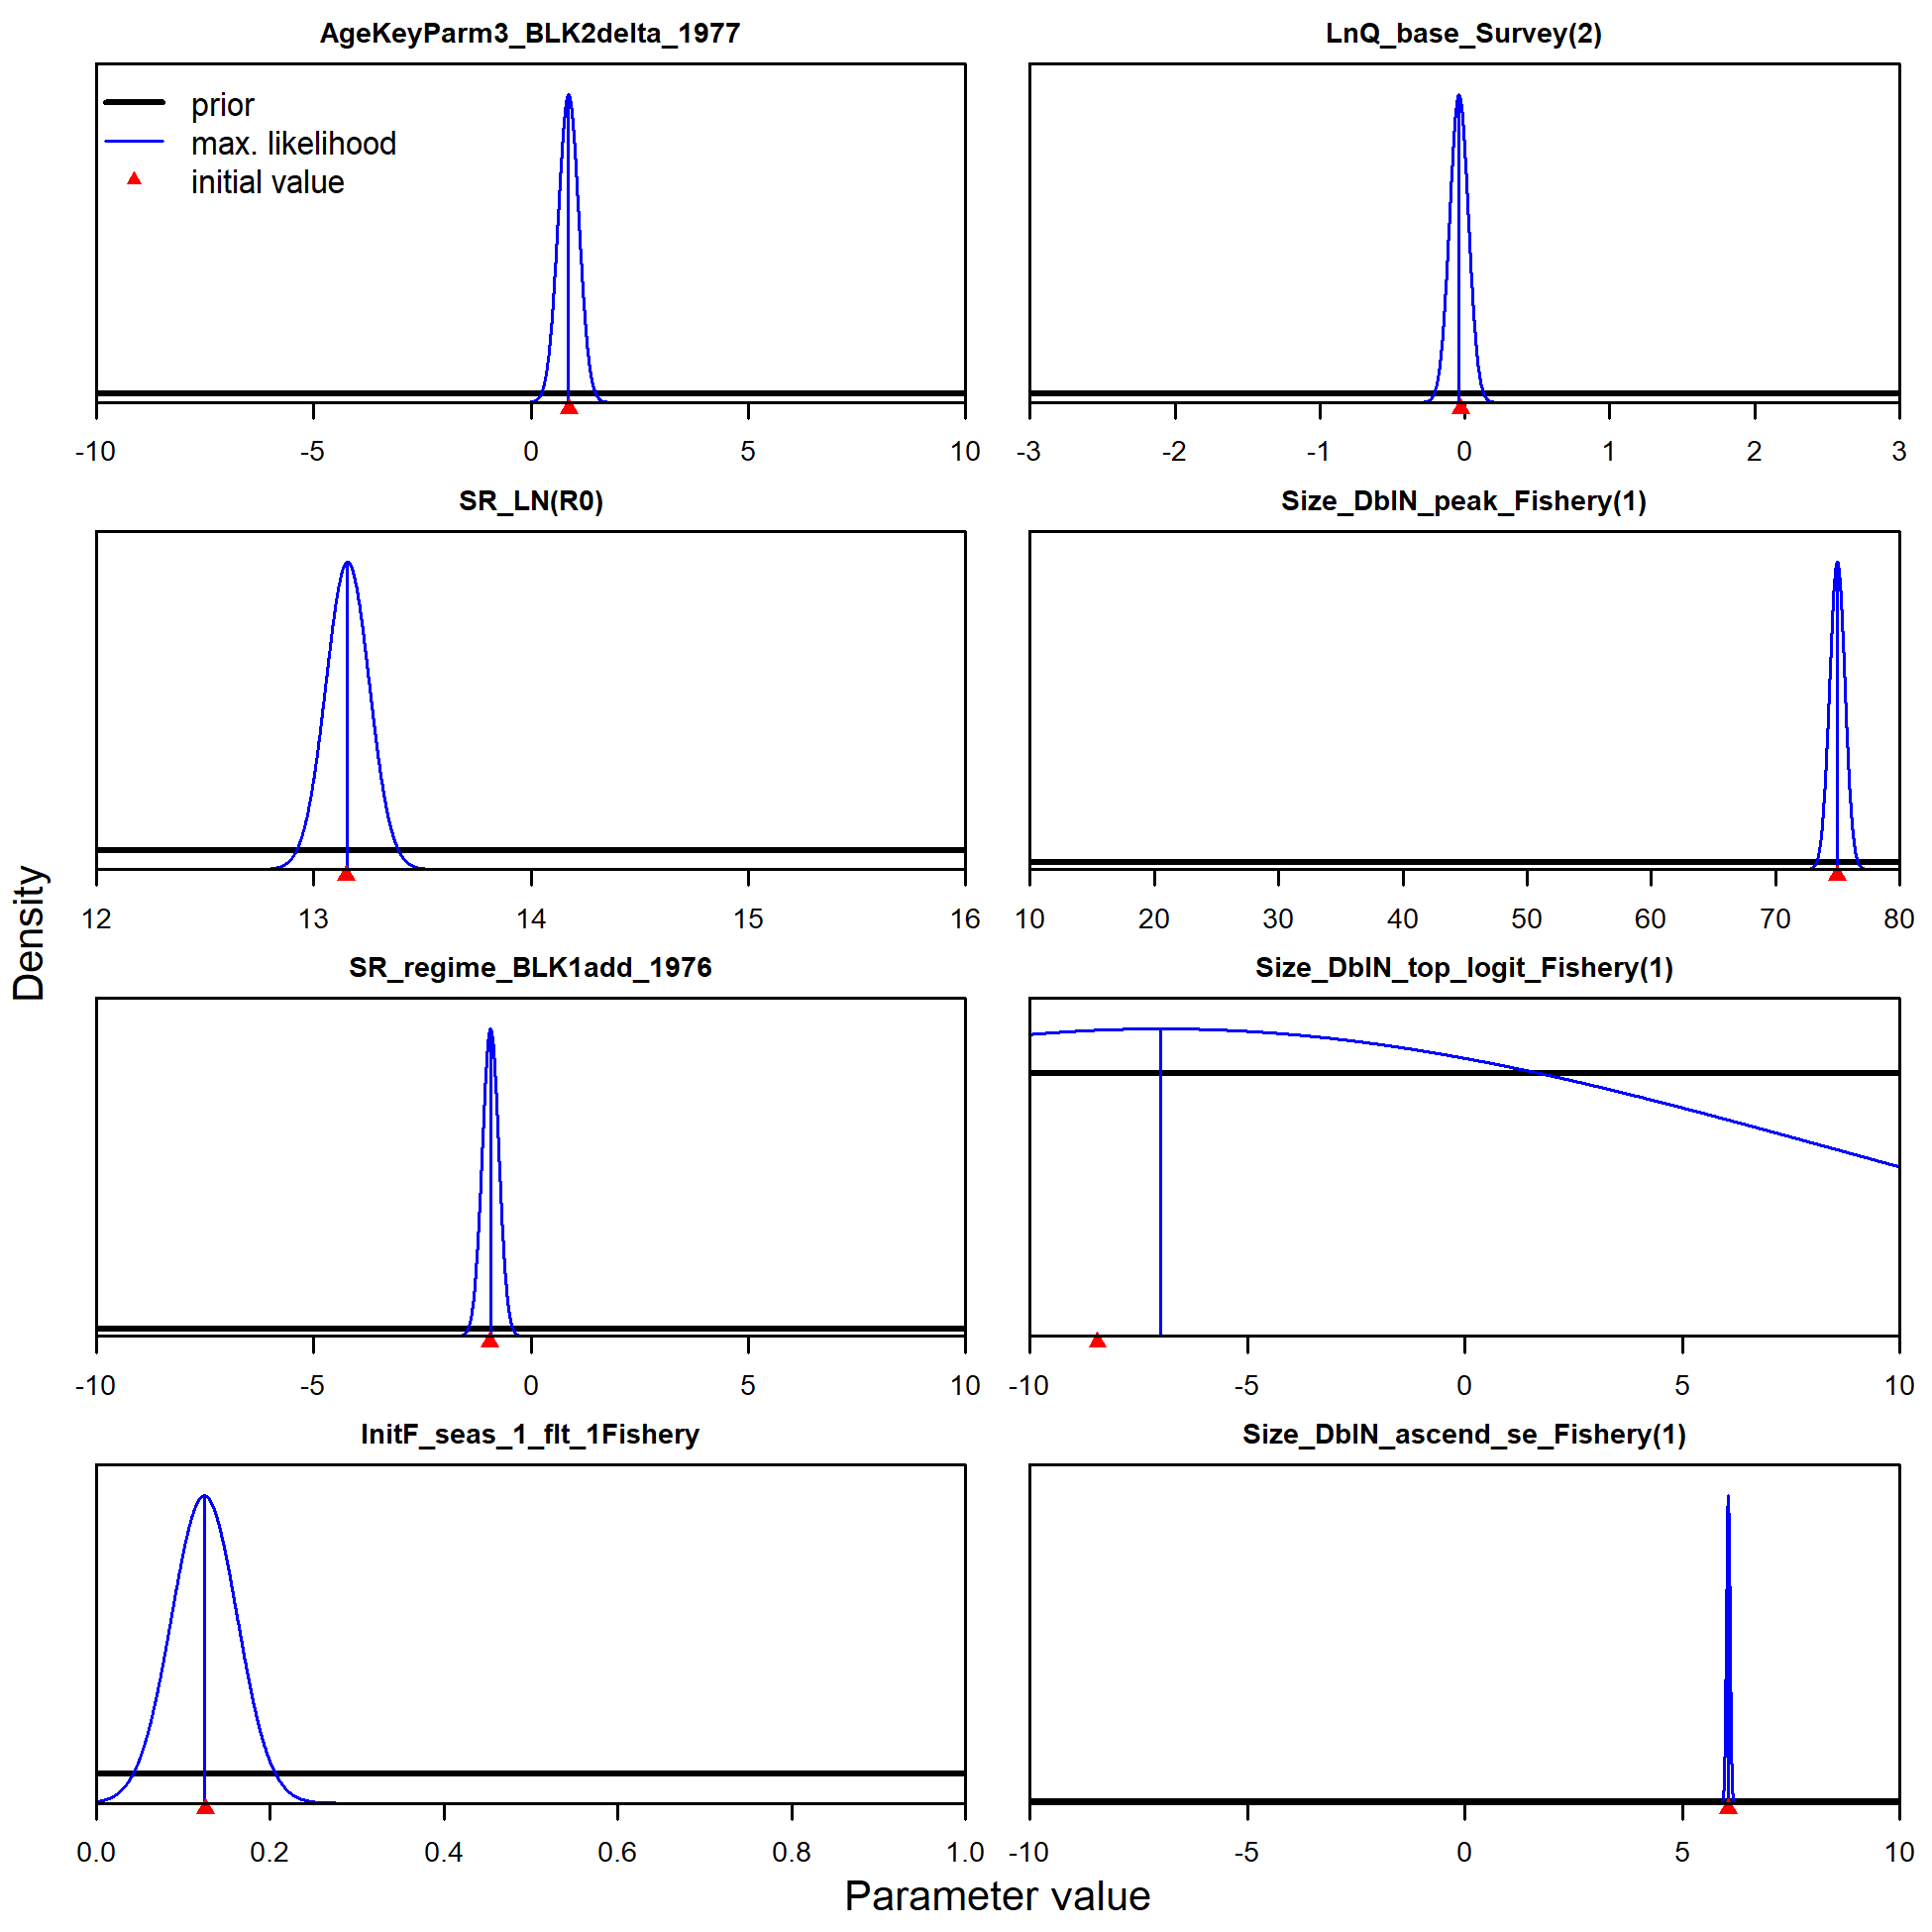 AgeKeyParm3_BLK2delta_1977
prior
max. likelihood
initial value
-10 -5 0 5 10
LnQ_base_Survey(2)
-3 -2 -1 0 1 2 3
SR_LN(R0)
12 13 14 15 16
Size_DblN_peak_Fishery(1)
10 20 30 40 50 60 70 80
SR_regime_BLK1add_1976
-10 -5 0 5 10
Size_DblN_top_logit_Fishery(1)
-10 -5 0 5 10
InitF_seas_1_flt_1Fishery
0.0 0.2 0.4 0.6 0.8 1.0
Size_DblN_ascend_se_Fishery(1)
-10 -5 0 5 10
Density
Parameter value